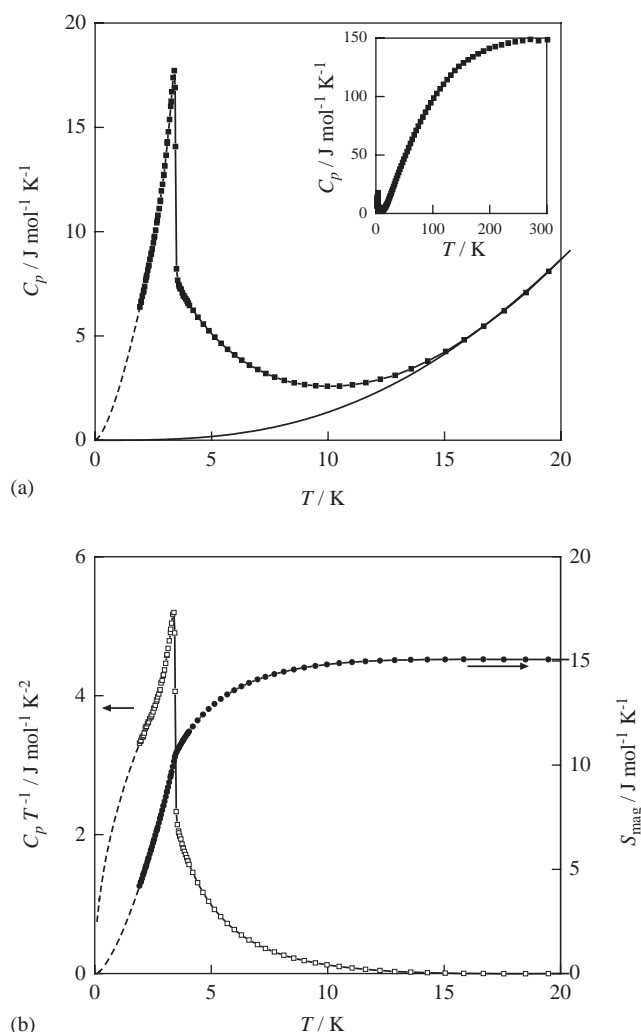 20
15
10
5
0
C_p / J mol⁻¹ K⁻¹
0 5 10 15 20
T / K
(a)
150
100
50
0
C_p / J mol⁻¹ K⁻¹
0 100 200 300
T / K
6
4
2
0
C_p T⁻¹ / J mol⁻¹ K⁻²
20
15
10
5
0
S_mag / J mol⁻¹ K⁻¹
0 5 10 15 20
T / K
(b)